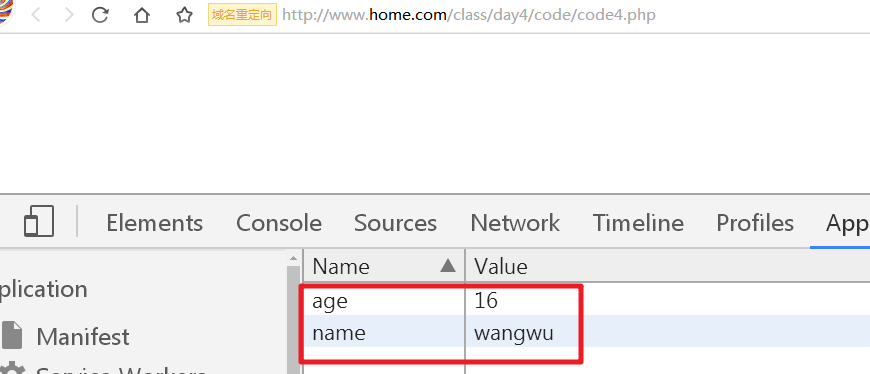 域名重定向 http://www.home.com/class/day4/code/code4.php
Elements Console Sources Network Timeline Profiles App
plication
Name Value
age 16
name wangwu
Manifest
Service Workers